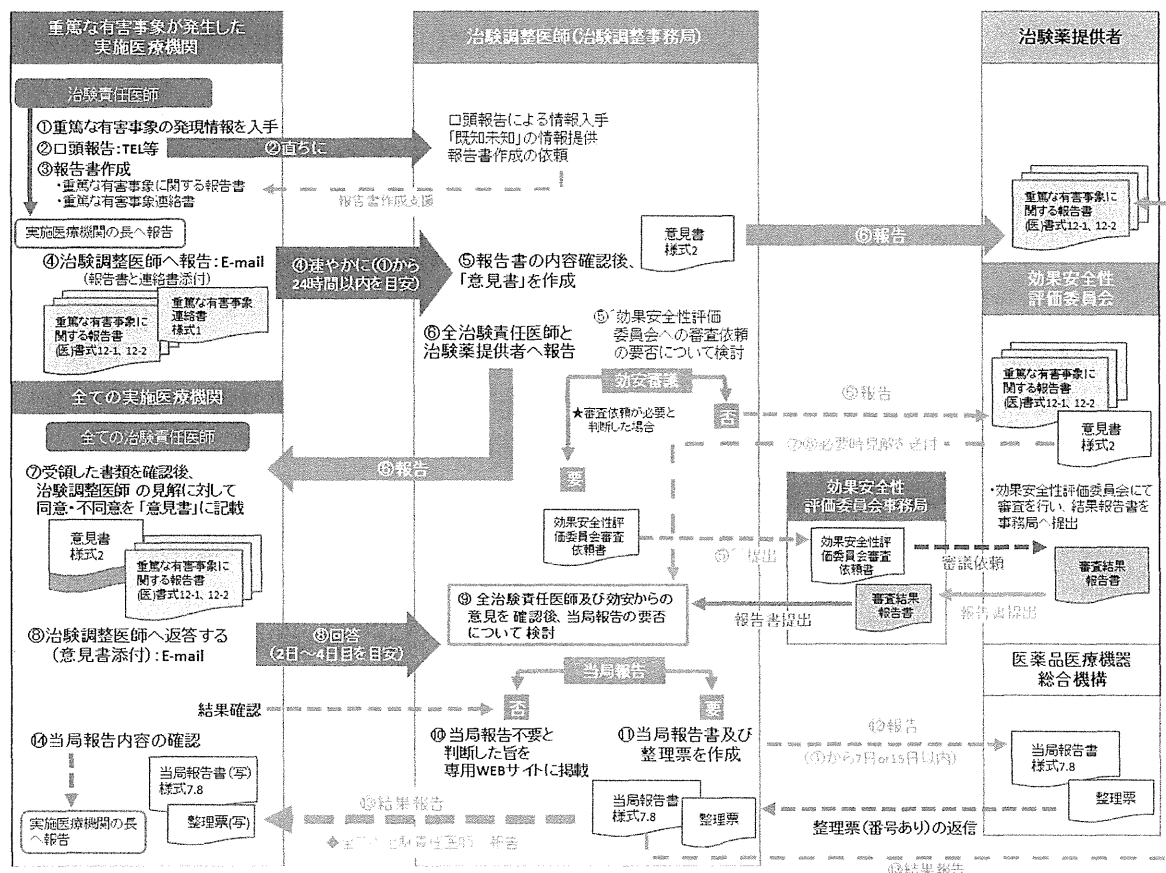 重篤な有害事象が発生した
実施医療機関
治験責任医師
①重篤な有害事象の発現情報を入手
②口頭報告:TEL等
③報告書作成
・重篤な有害事象に関する報告書
・重篤な有害事象連絡書
実施医療機関の長へ報告
④治験調整医師へ報告:E-mail
(報告書と連絡書添付)
重篤な有害事象
連絡書
様式1
重篤な有害事象に
関する報告書
(医)書式12-1、12-2
②直ちに
報告書作成支援
④速やかに(①から
24時間以内を目安)
治験調整医師(治験調整事務局)
口頭報告による情報入手
「既知未知」の情報提供
報告書作成の依頼
⑤報告書の内容確認後、
「意見書」を作成
意見書
様式2
⑥全治験責任医師と
治験薬提供者へ報告
⑤´効果安全性評価
委員会への審査依頼
の要否について検討
効安審議
★審査依頼が必要と
判断した場合
否
要
⑥報告
治験薬提供者
重篤な有害事象に
関する報告書
(医)書式12-1、12-2
効果安全性
評価委員会
重篤な有害事象に
関する報告書
(医)書式12-1、12-2
意見書
様式2
報告
必要時見解を送付
・効果安全性評価委員会にて
審査を行い、結果報告書を
事務局へ提出
全ての実施医療機関
全ての治験責任医師
⑥報告
⑦受領した書類を確認後、
治験調整医師 の見解に対して
同意・不同意を「意見書」に記載
意見書
様式2
重篤な有害事象に
関する報告書
(医)書式12-1、12-2
⑧治験調整医師へ返答する
(意見書添付):E-mail
⑧回答
(2日～4日目を目安)
効果安全性評
価委員会審査
依頼書
提出
効果安全性
評価委員会事務局
効果安全性評
価委員会審査
依頼書
審査結果
報告書
審議依頼
審査結果
報告書
報告書提出
報告書提出
⑨ 全治験責任医師及び効安からの
意見を 確認後、当局報告の要否
について 検討
当局報告
否
要
結果確認
⑩ 当局報告不要と
判断した旨を
専用WEBサイトに掲載
⑪当局報告書及び
整理票を作成
医薬品医療機器
総合機構
⑫報告
(①から7日or15日以内)
当局報告書
様式7.8
整理票
整理票(番号あり)の返信
当局報告書
様式7.8
整理票
⑬結果報告
⑭当局報告内容の確認
当局報告書(写)
様式7.8
整理票(写)
実施医療機関の長
へ報告
⑬結果報告